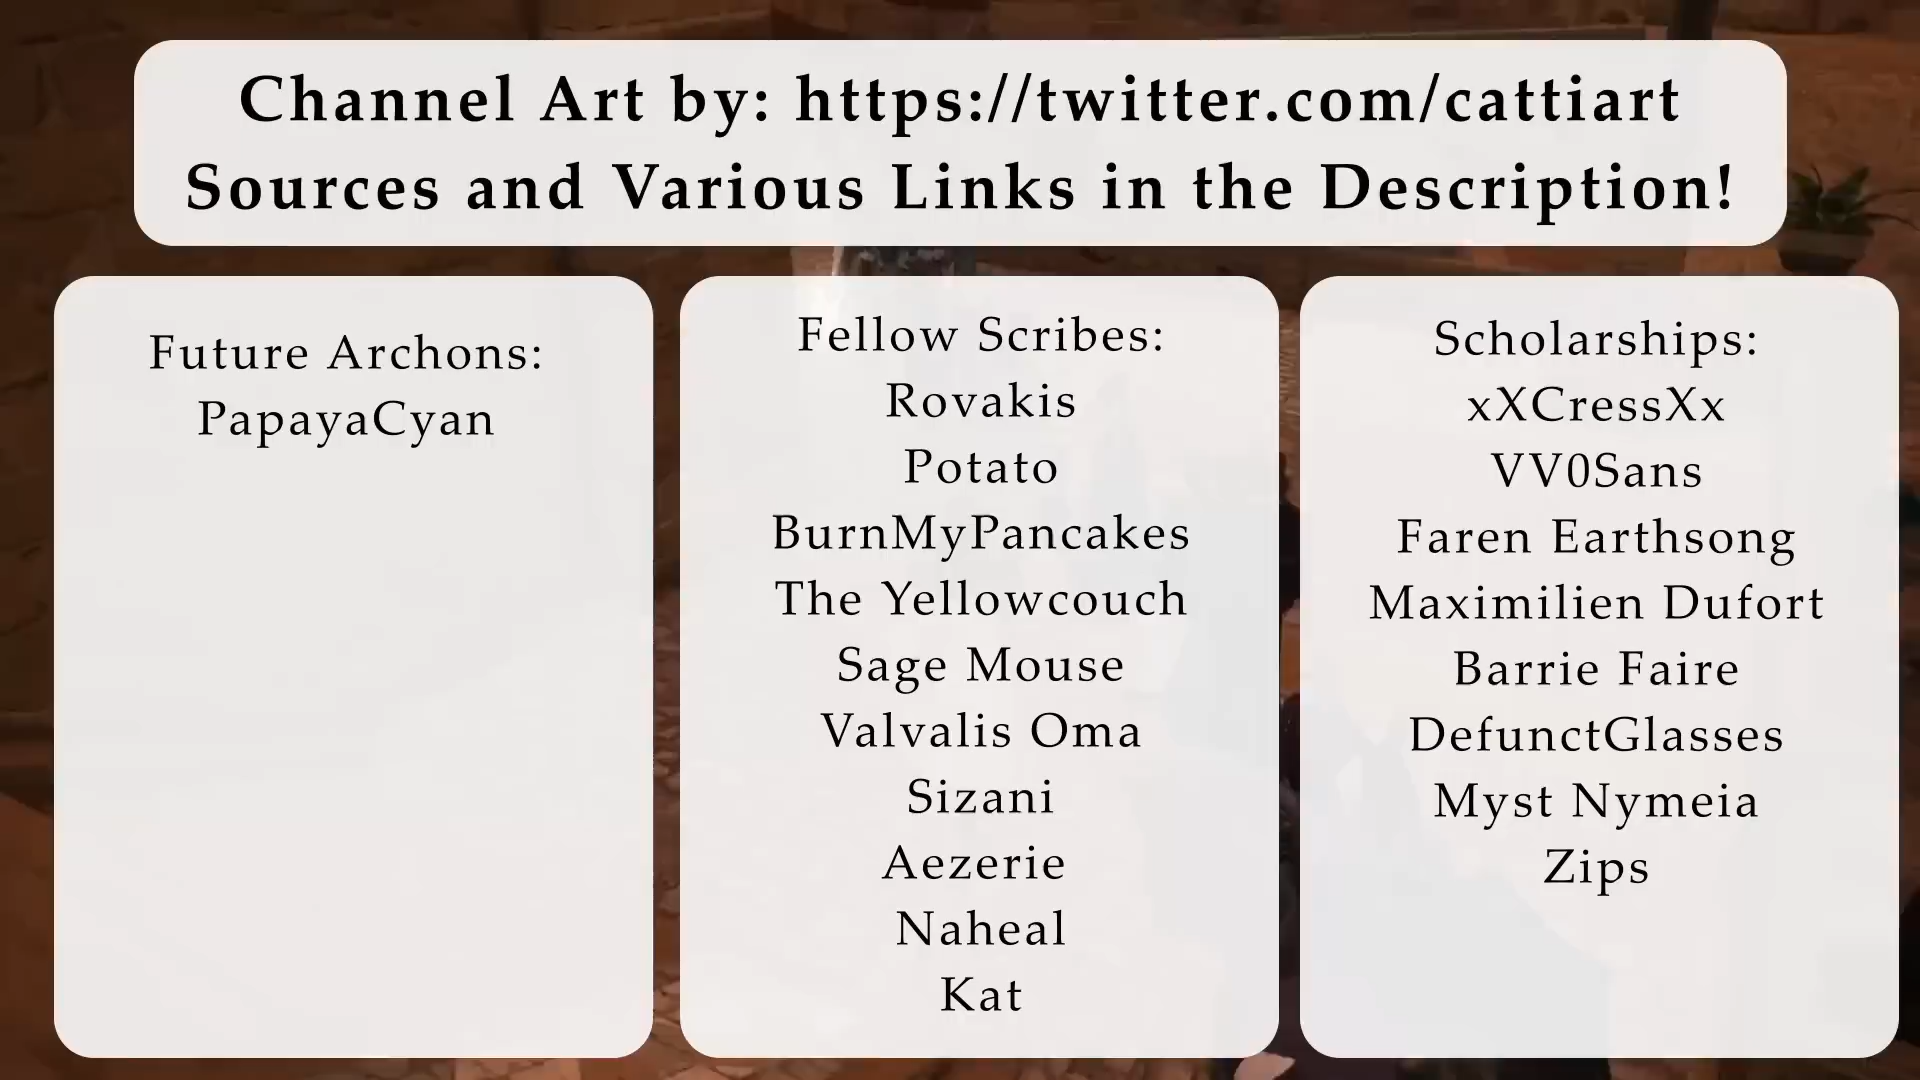 Channel Art by: https://twitter.com/cattiart
Sources and Various Links in the Description!
Future Archons:
PapayaCyan
Fellow Scribes:
Rovakis
Potato
BurnMyPancakes
The Yellowcouch
Sage Mouse
Valvalis Oma
Sizani
Aezerie
Naheal
Kat
Scholarships:
xXCressXx
VV0Sans
Faren Earthsong
Maximilien Dufort
Barrie Faire
DefunctGlasses
Myst Nymeia
Zips